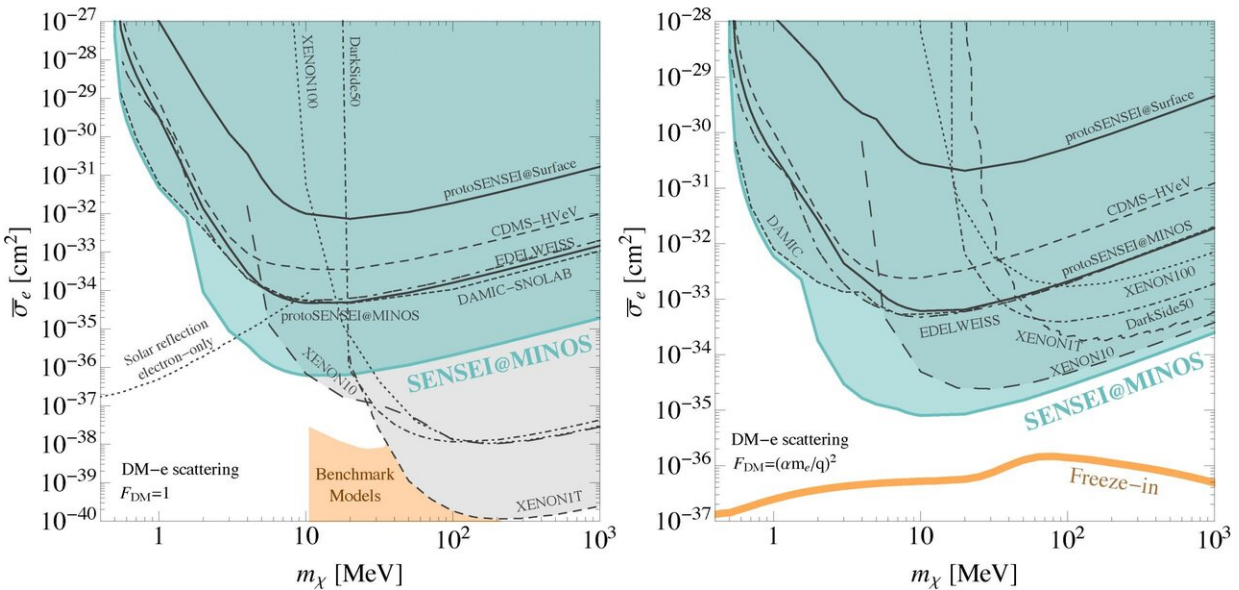 10⁻²⁷
10⁻²⁸
10⁻²⁹
10⁻³⁰
10⁻³¹
10⁻³²
10⁻³³
10⁻³⁴
10⁻³⁵
10⁻³⁶
10⁻³⁷
10⁻³⁸
10⁻³⁹
10⁻⁴⁰
σ̅ₑ [cm²]
XENON100
DarkSide50
protoSENSEI@Surface
CDMS-HVeV
EDELWEISS
DAMIC-SNOLAB
protoSENSEI@MINOS
Solar reflection
electron-only
XENON10
SENSEI@MINOS
DM-e scattering
F_DM=1
Benchmark
Models
XENON1T
1
10
10²
10³
mχ [MeV]
10⁻²⁸
10⁻²⁹
10⁻³⁰
10⁻³¹
10⁻³²
10⁻³³
10⁻³⁴
10⁻³⁵
10⁻³⁶
10⁻³⁷
σ̅ₑ [cm²]
protoSENSEI@Surface
CDMS-HVeV
DAMIC
protoSENSEI@MINOS
XENON100
EDELWEISS
DarkSide50
XENON1T
XENON10
SENSEI@MINOS
DM-e scattering
F_DM=(αmₑ/q)²
Freeze-in
1
10
10²
10³
mχ [MeV]